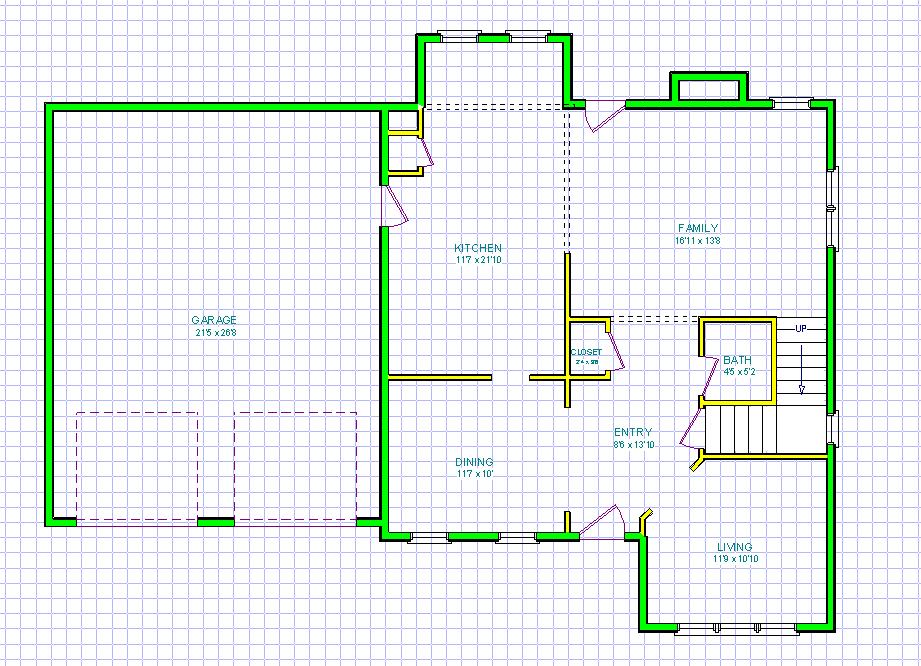 FAMILY
16'11 x 13'8
KITCHEN
11'7 x 21'10
GARAGE
21'5 x 26'8
UP
CLOSET
BATH
4'5 x 5'2
ENTRY
8'6 x 13'10
DINING
11'7 x 10'
LIVING
11'9 x 10'10